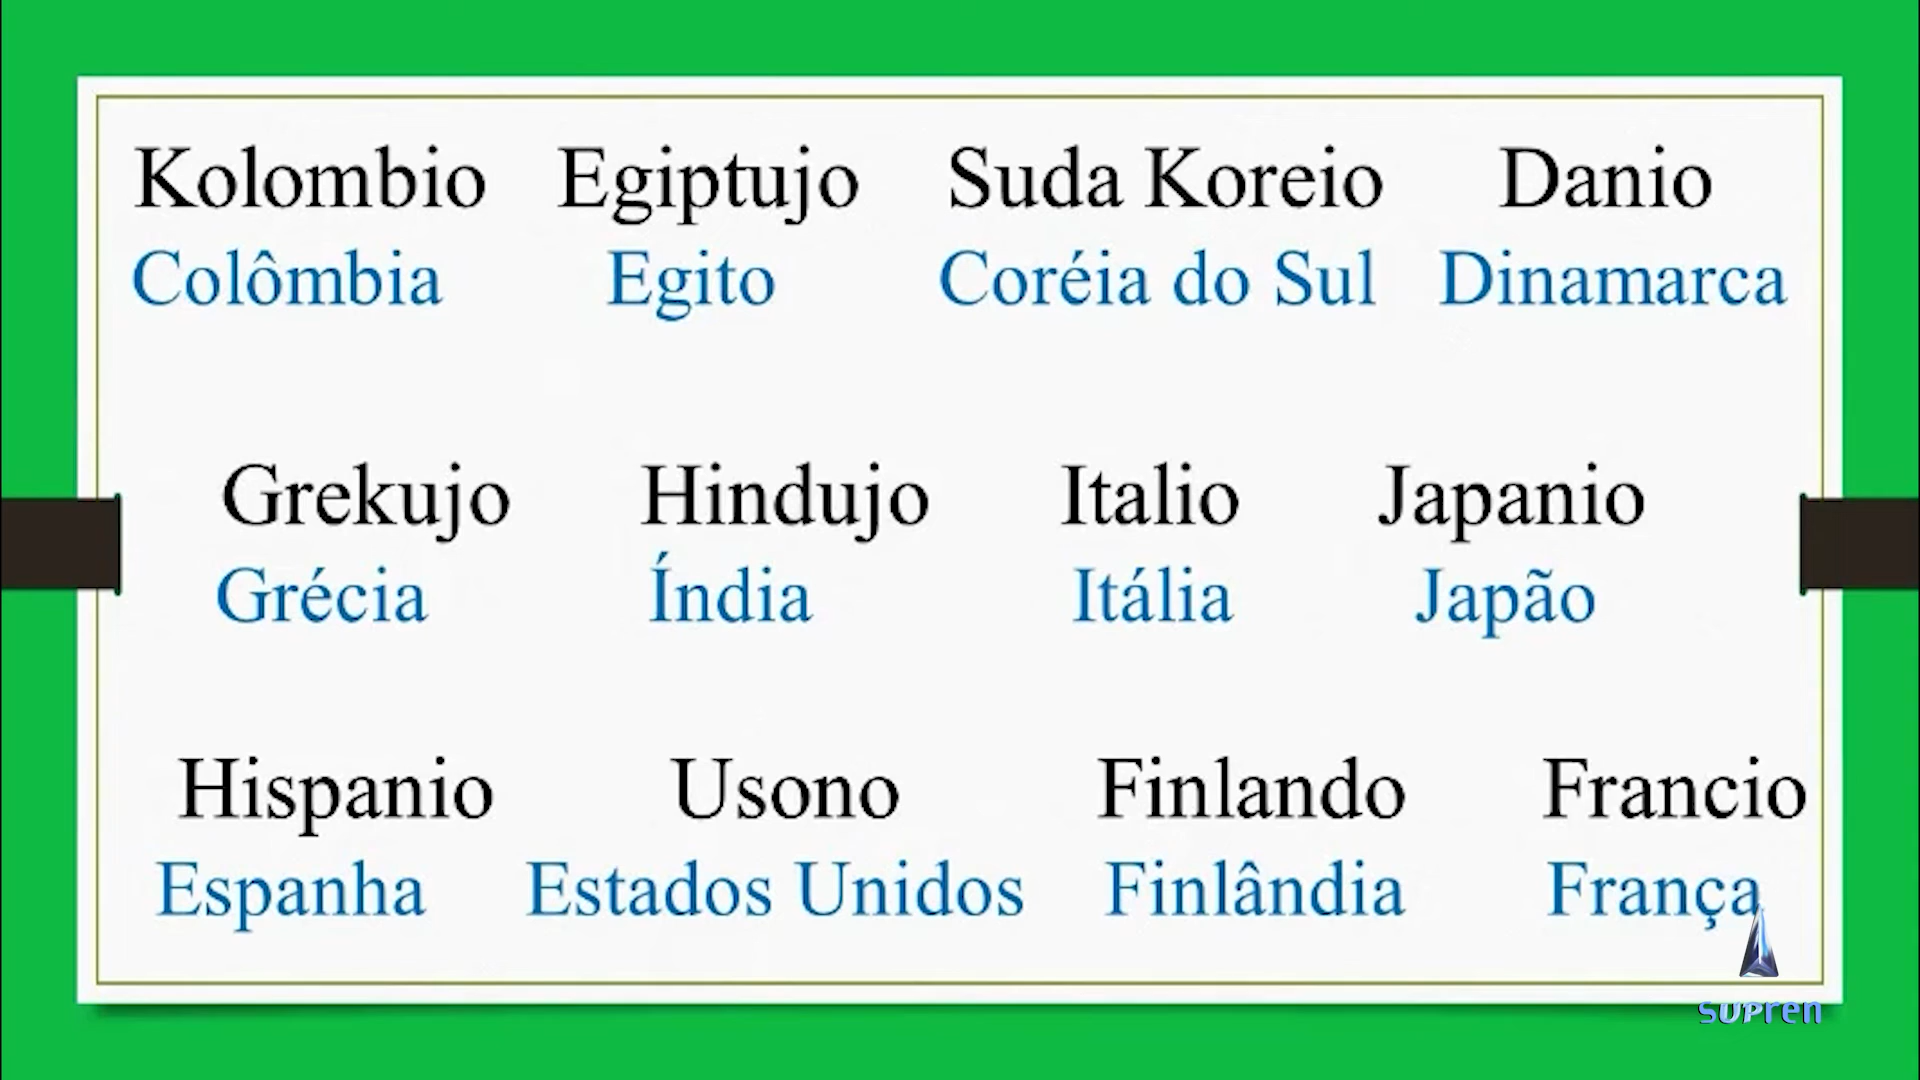 Kolombio Egiptujo Suda Koreio Danio
Colômbia Egito Coréia do Sul Dinamarca
Grekujo Hindujo Italio Japanio
Grécia Índia Itália Japão
Hispanio Usono Finlando Francio
Espanha Estados Unidos Finlândia França
supren